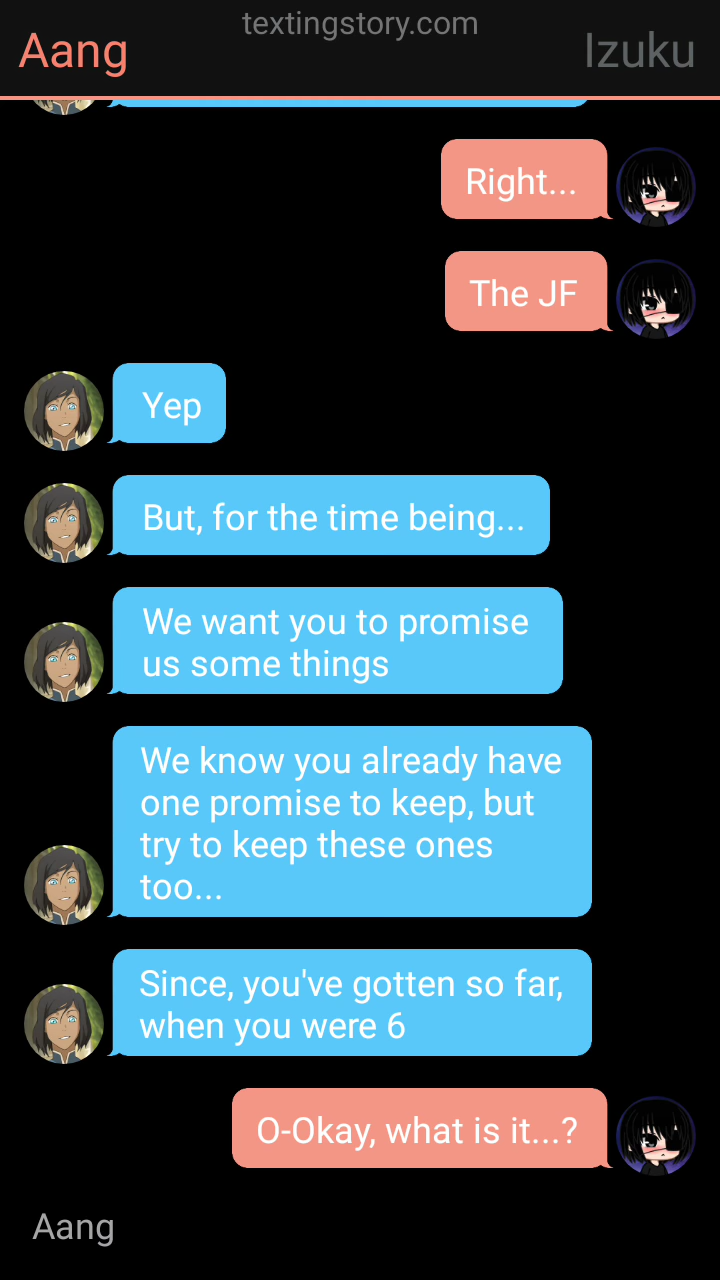 textingstory.com
Aang
Izuku
Right...
The JF
Yep
But, for the time being...
We want you to promise
us some things
We know you already have
one promise to keep, but
try to keep these ones
too...
Since, you've gotten so far,
when you were 6
O-Okay, what is it...?
Aang